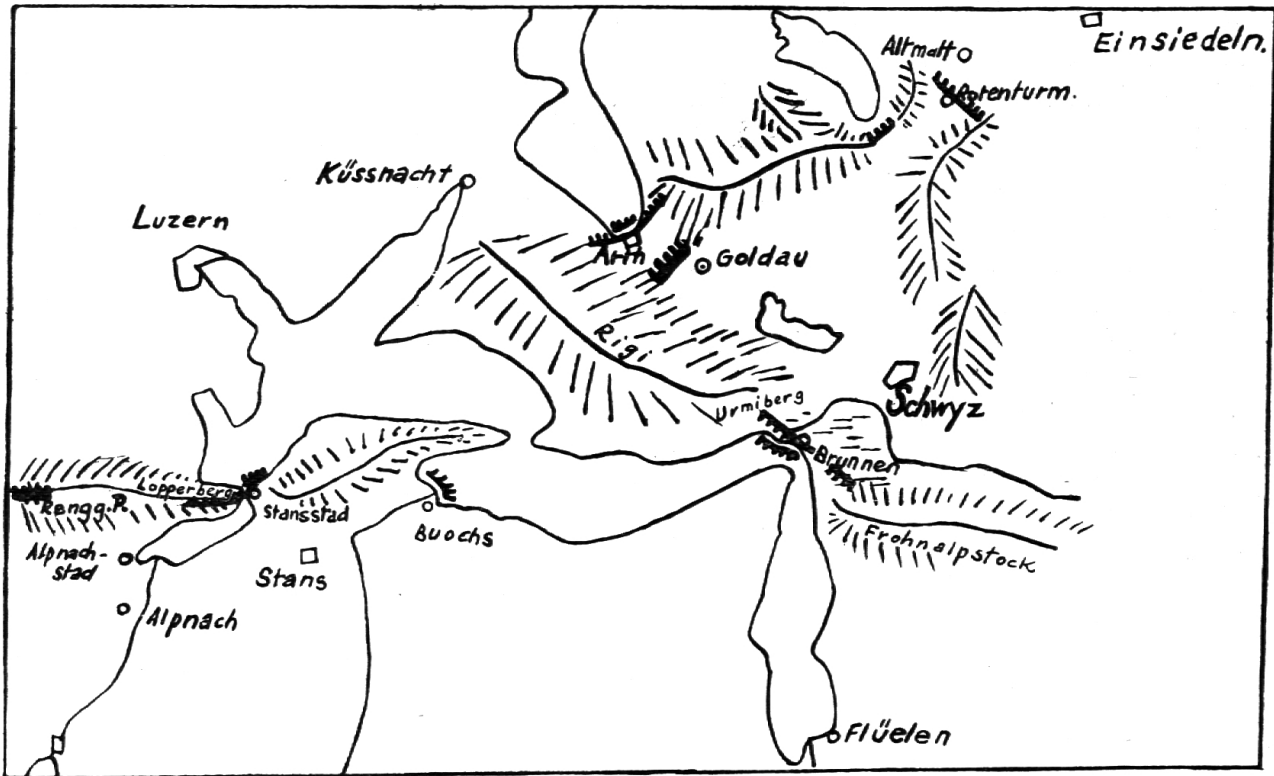 Einsiedeln.
Altmatt
Rotenturm.
Küssnacht
Luzern
Arth
Goldau
Rigi
Schwyz
Urmiberg
Brunnen
Lopperberg
Rengg.P.
Stansstad
Buochs
Frohnalpstock
Alpnach-
stad
Stans
Alpnach
Flüelen